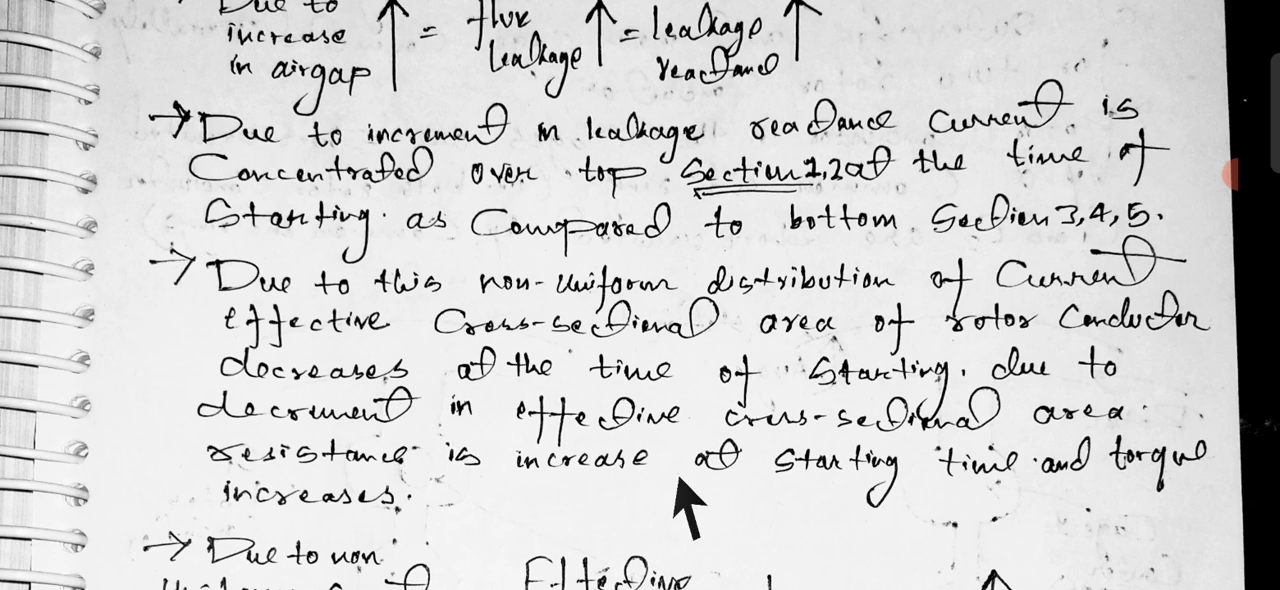 Due to
increase
in airgap ↑ = flux leakage ↑ = leakage reactance ↑
→ Due to increment in leakage reactance current is
Concentrated over top Section 1,2 at the time of
Starting as Compared to bottom Section 3,4,5.
→ Due to this non-uniform distribution of Current
effective Cross-sectional area of rotor Conductor
decreases at the time of Starting. due to
decrement in effective cross-sectional area
resistance is increase at starting time and torque
increases.
→ Due to non
Effective